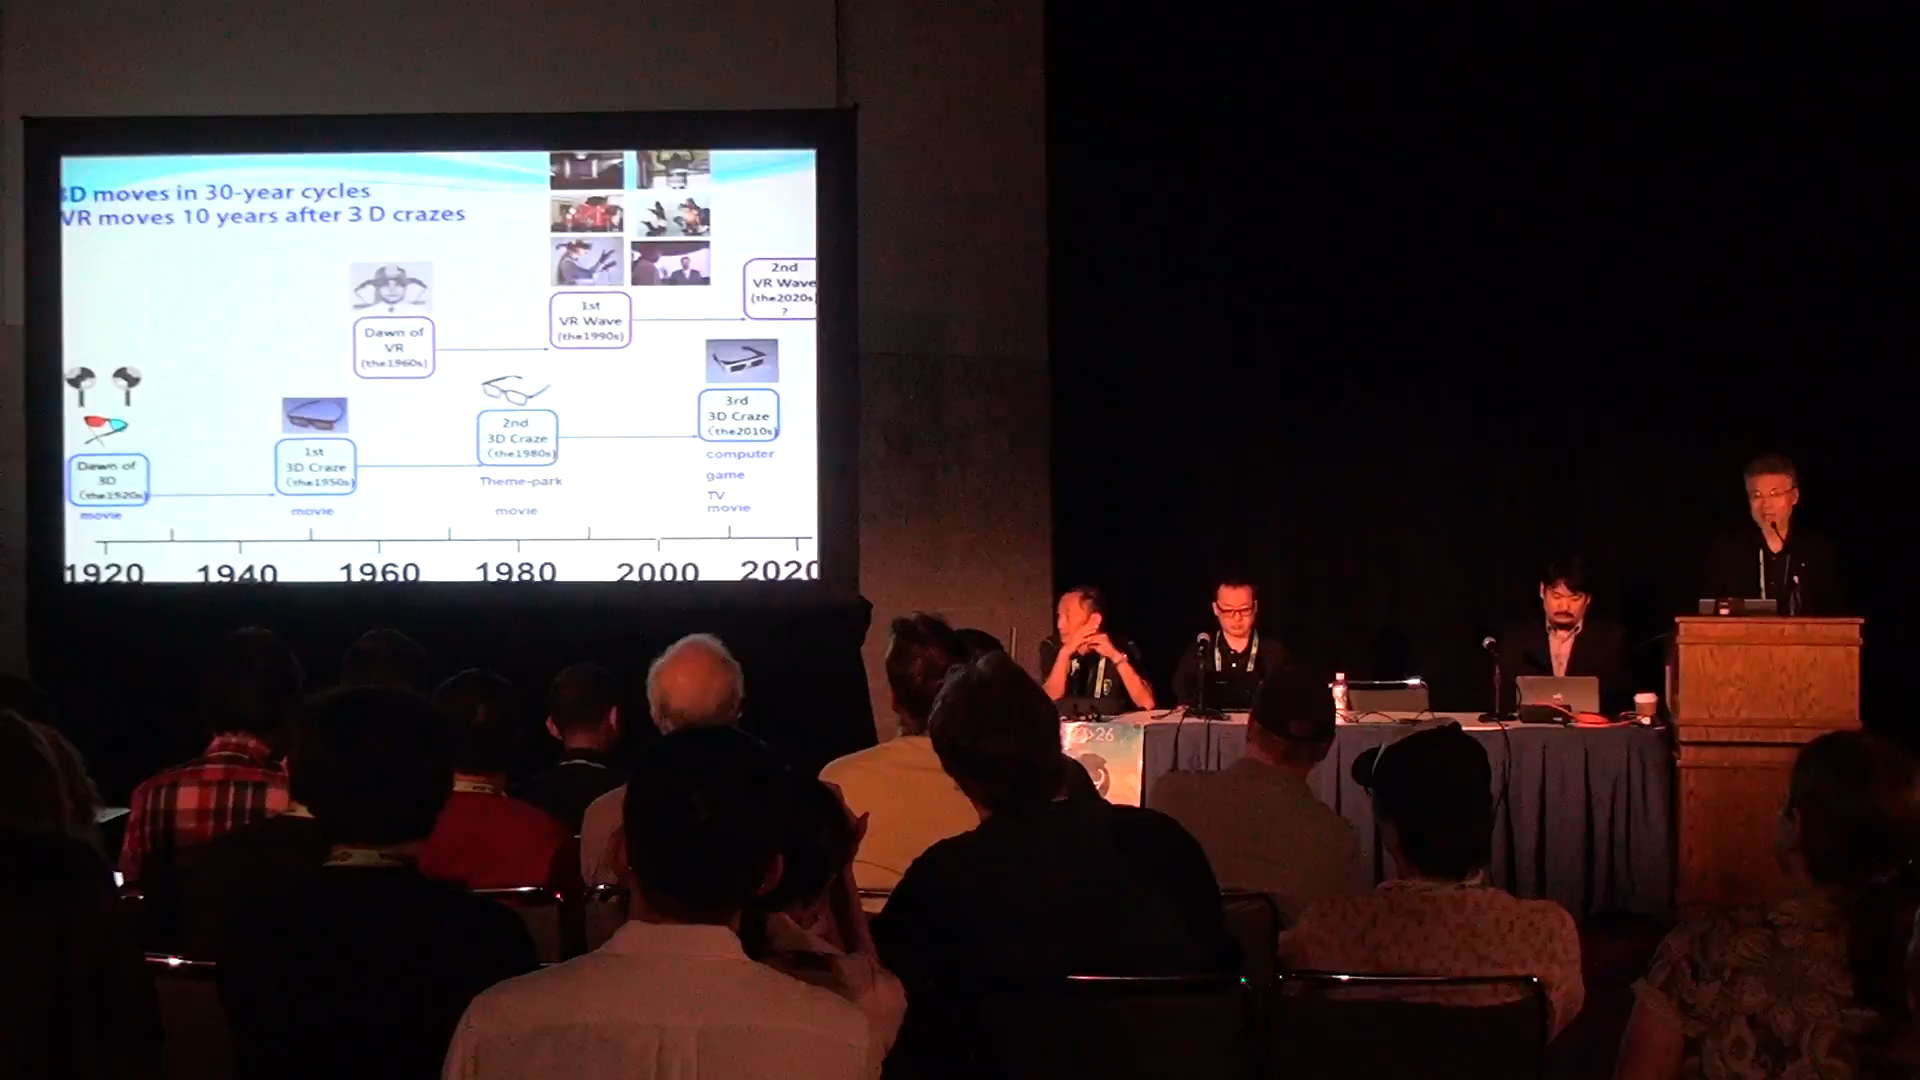 3D moves in 30-year cycles
VR moves 10 years after 3 D crazes
2nd
VR Wave
(the2020s
?
1st
VR Wave
(the1990s)
Dawn of
VR
(the1960s)
3rd
3D Craze
(the2010s)
computer
game
TV
movie
2nd
3D Craze
(the1980s)
Theme-park
movie
1st
3D Craze
(the1950s)
movie
Dawn of
3D
(the1920s)
movie
1920 1940 1960 1980 2000 2020